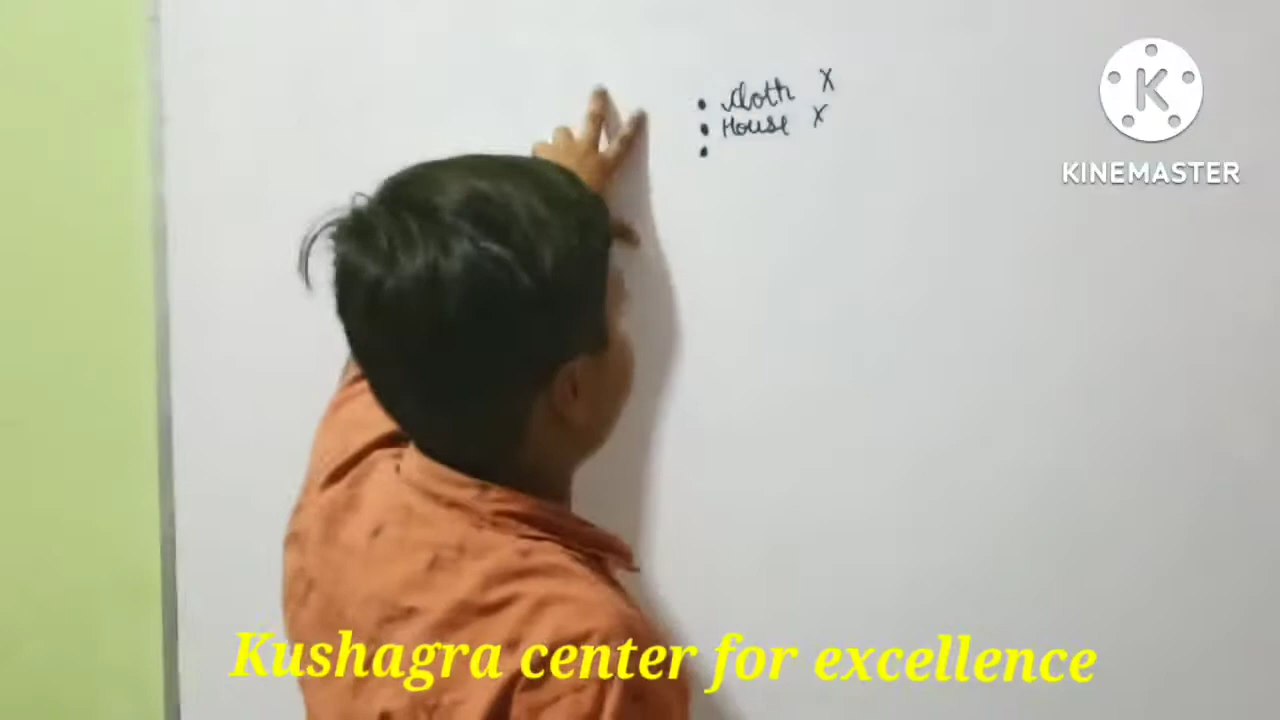 • Cloth X
• House X
•
KINEMASTER
Kushagra center for excellence